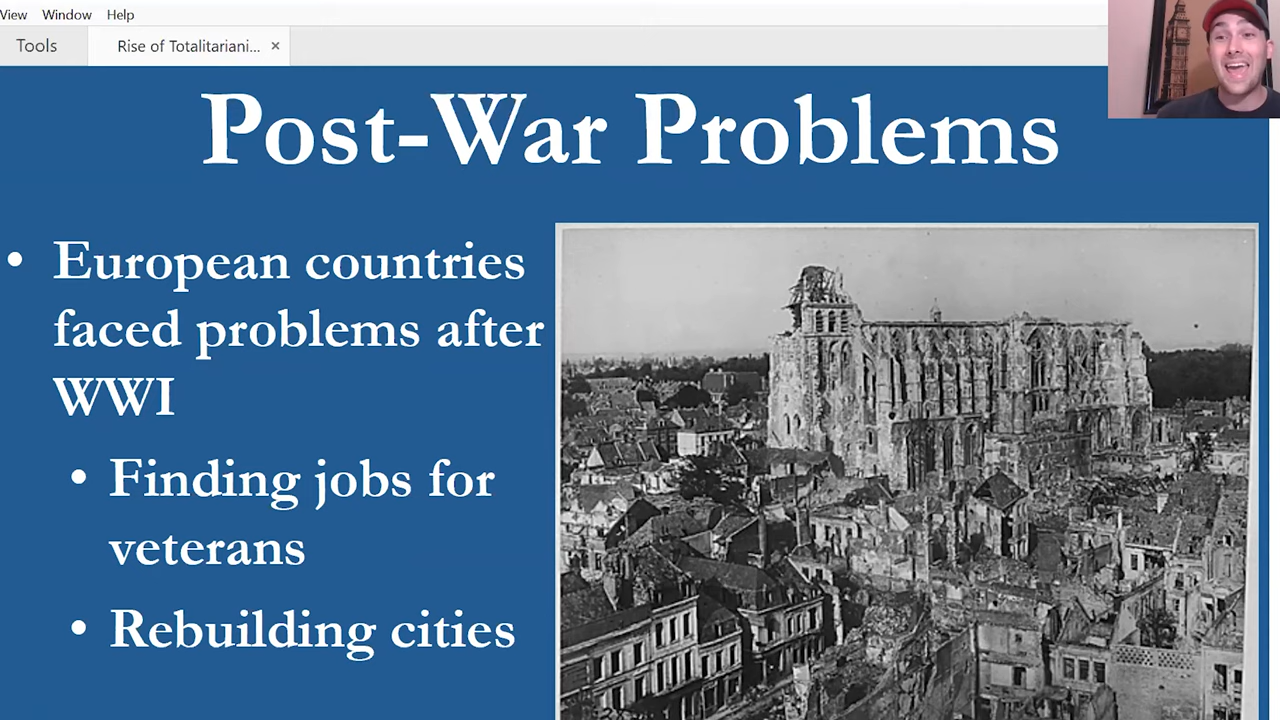 View Window Help
Tools Rise of Totalitariani... ×
Post-War Problems
• European countries
faced problems after
WWI
• Finding jobs for
veterans
• Rebuilding cities